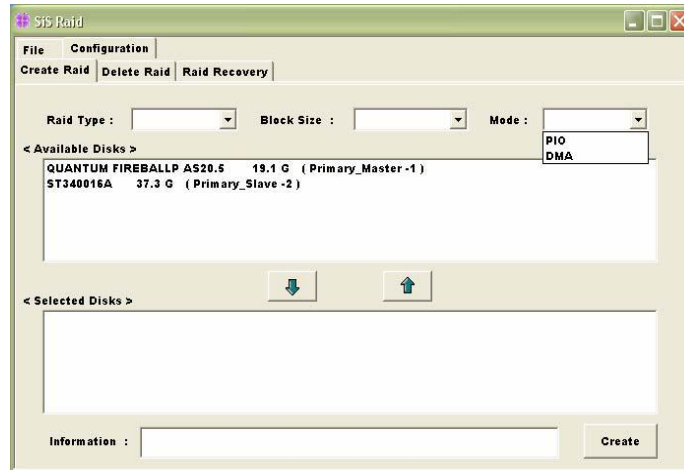 SiS Raid
File Configuration
Create Raid Delete Raid Raid Recovery
Raid Type : Block Size : Mode :
PIO
DMA
< Available Disks >
QUANTUM FIREBALLP AS20.5 19.1 G ( Primary_Master -1 )
ST340016A 37.3 G ( Primary_Slave -2 )
< Selected Disks >
Information : Create